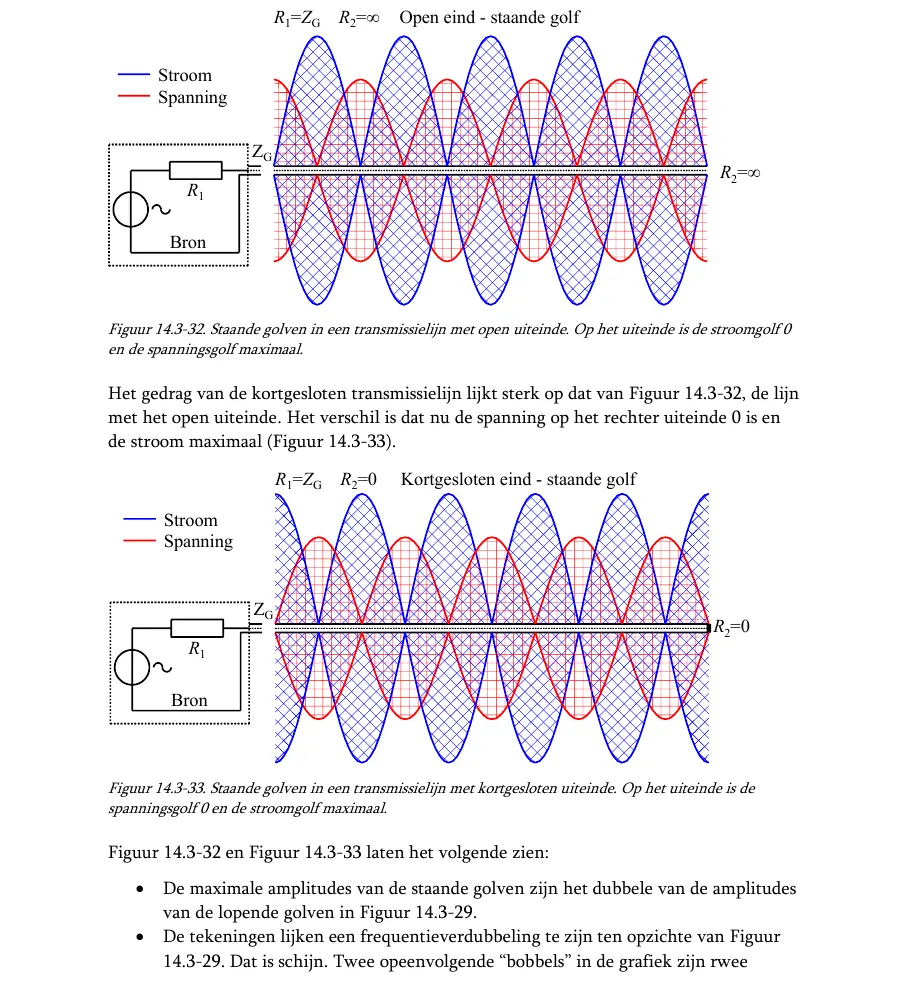 R₁=Z_G R₂=∞ Open eind - staande golf
Stroom
Spanning
Z_G
R₁
R₂=∞
Bron
Figuur 14.3-32. Staande golven in een transmissielijn met open uiteinde. Op het uiteinde is de stroomgolf 0
en de spanningsgolf maximaal.
Het gedrag van de kortgesloten transmissielijn lijkt sterk op dat van Figuur 14.3-32, de lijn
met het open uiteinde. Het verschil is dat nu de spanning op het rechter uiteinde 0 is en
de stroom maximaal (Figuur 14.3-33).
R₁=Z_G R₂=0 Kortgesloten eind - staande golf
Stroom
Spanning
Z_G
R₁
R₂=0
Bron
Figuur 14.3-33. Staande golven in een transmissielijn met kortgesloten uiteinde. Op het uiteinde is de
spanningsgolf 0 en de stroomgolf maximaal.
Figuur 14.3-32 en Figuur 14.3-33 laten het volgende zien:
• De maximale amplitudes van de staande golven zijn het dubbele van de amplitudes
van de lopende golven in Figuur 14.3-29.
• De tekeningen lijken een frequentieverdubbeling te zijn ten opzichte van Figuur
14.3-29. Dat is schijn. Twee opeenvolgende “bobbels” in de grafiek zijn rwee